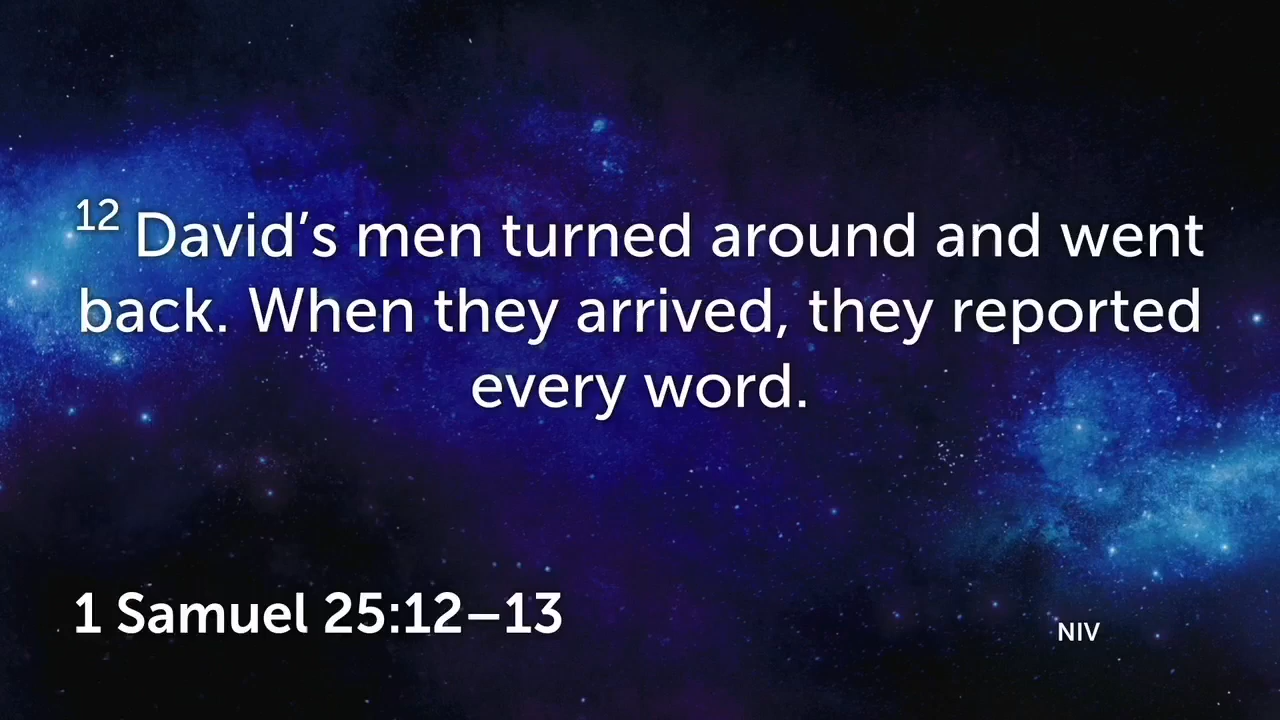 12 David’s men turned around and went
back. When they arrived, they reported
every word.
1 Samuel 25:12–13
NIV